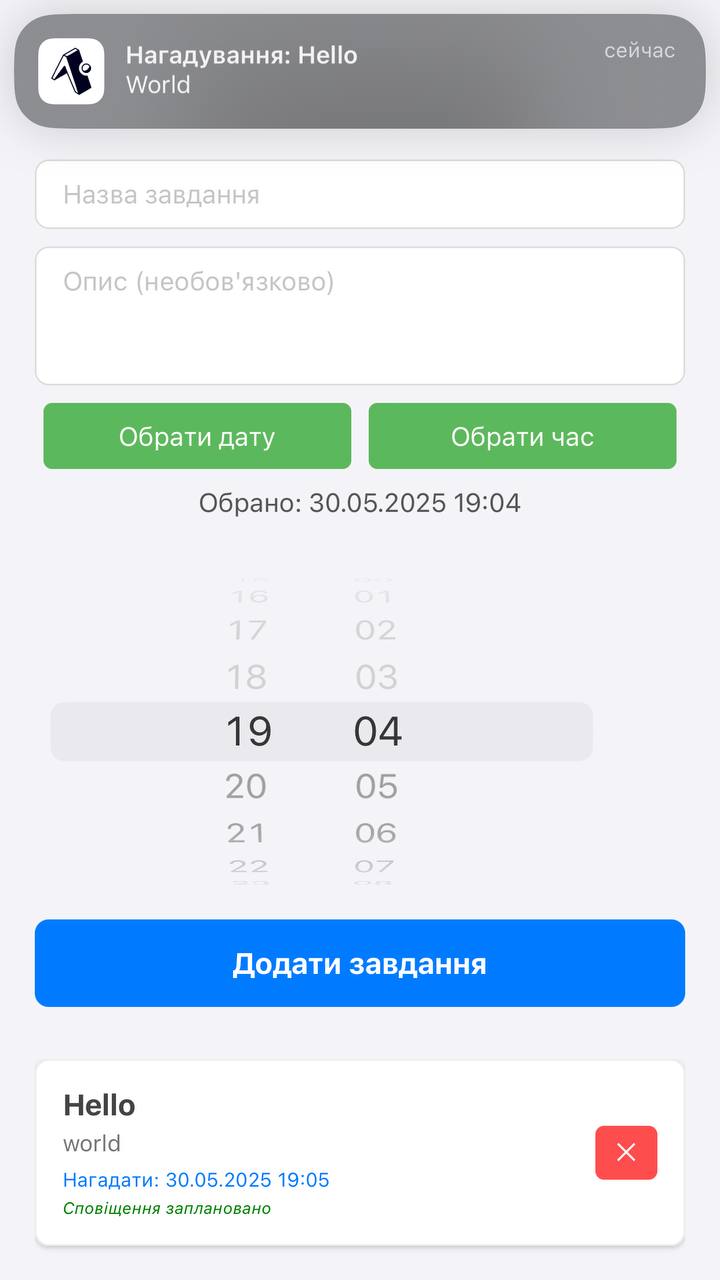 Нагадування: Hello
сейчас
World
Назва завдання
Опис (необов'язково)
Обрати дату
Обрати час
Обрано: 30.05.2025 19:04
16 01
17 02
18 03
19 04
20 05
21 06
22 07
23 08
Додати завдання
Hello
world
Нагадати: 30.05.2025 19:05
Сповіщення заплановано